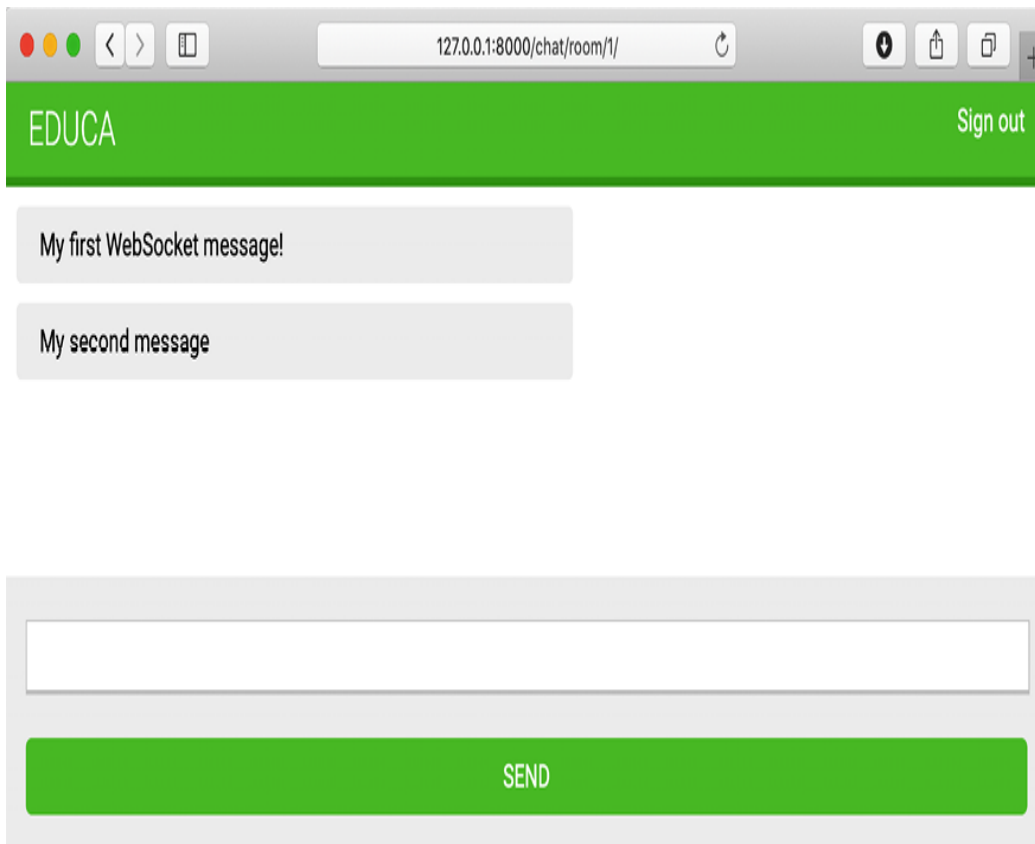 127.0.0.1:8000/chat/room/1/
EDUCA
Sign out
My first WebSocket message!
My second message
SEND